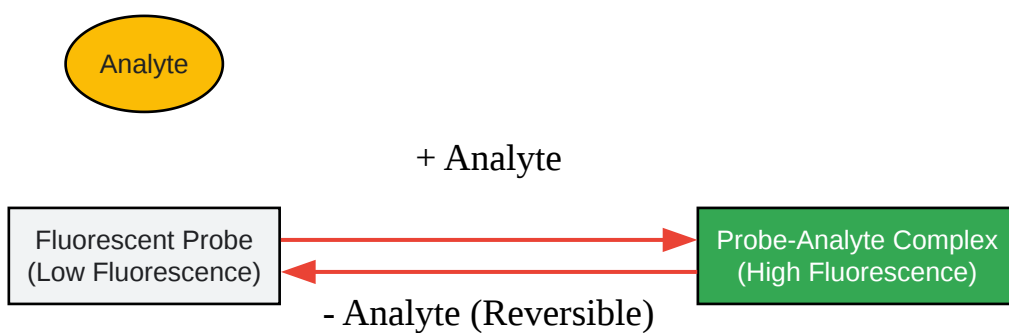 Analyte
+ Analyte
Fluorescent Probe
(Low Fluorescence)
Probe-Analyte Complex
(High Fluorescence)
- Analyte (Reversible)